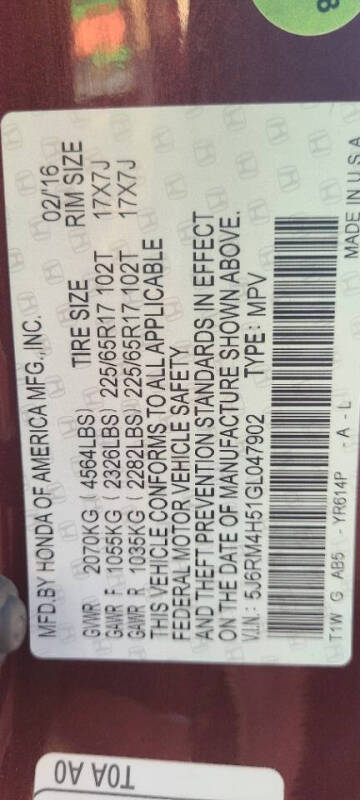 MFD.BY HONDA OF AMERICA MFG.,INC. 02/16
TIRE SIZE RIM SIZE
GVWR 2070KG ( 4564LBS)
GAWR F 1055KG ( 2326LBS) 225/65R17 102T 17X7J
GAWR R 1035KG ( 2282LBS) 225/65R17 102T 17X7J
THIS VEHICLE CONFORMS TO ALL APPLICABLE
FEDERAL MOTOR VEHICLE SAFETY
AND THEFT PREVENTION STANDARDS IN EFFECT
ON THE DATE OF MANUFACTURE SHOWN ABOVE.
V.I.N.: 5J6RM4H51GL047902 TYPE: MPV
T1W G AB5 - YR614P - A - L
MADE IN U.S.A
T0A A0
8